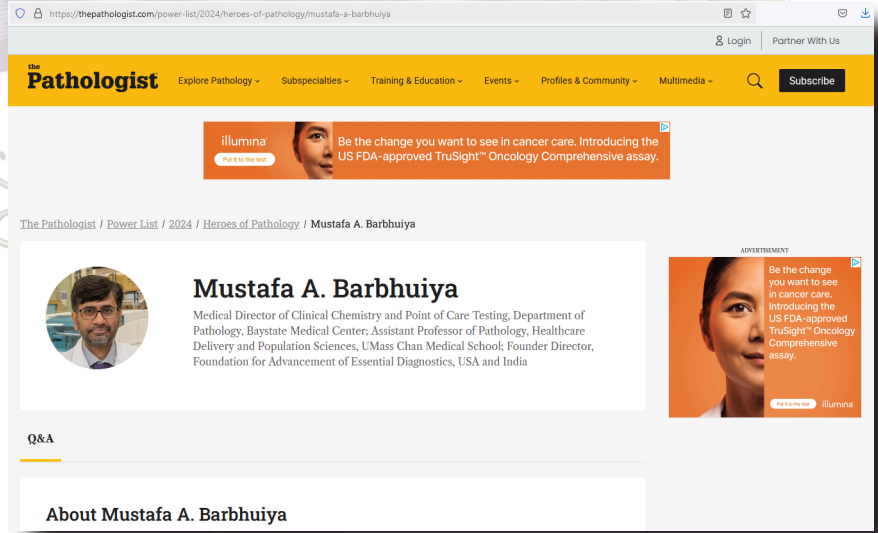 https://thepathologist.com/power-list/2024/heroes-of-pathology/mustafa-a-barbhuiya
Login
Partner With Us
the
Pathologist
Explore Pathology
Subspecialties
Training & Education
Events
Profiles & Community
Multimedia
Subscribe
illumına
Put it to the test
Be the change you want to see in cancer care. Introducing the
US FDA-approved TruSight™ Oncology Comprehensive assay.
The Pathologist / Power List / 2024 / Heroes of Pathology / Mustafa A. Barbhuiya
Mustafa A. Barbhuiya
Medical Director of Clinical Chemistry and Point of Care Testing, Department of
Pathology, Baystate Medical Center; Assistant Professor of Pathology, Healthcare
Delivery and Population Sciences, UMass Chan Medical School; Founder Director,
Foundation for Advancement of Essential Diagnostics, USA and India
ADVERTISEMENT
Be the change
you want to see
in cancer care.
Introducing the
US FDA-approved
TruSight™ Oncology
Comprehensive
assay.
Put it to the test
illumına
Q&A
About Mustafa A. Barbhuiya